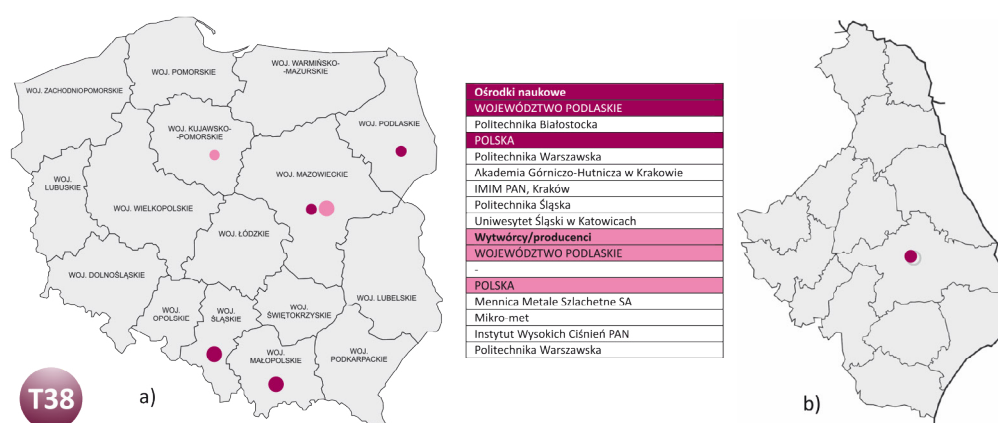 WOJ. POMORSKIE
WOJ. WARMIŃSKO-
MAZURSKIE
WOJ. ZACHODNIOPOMORSKIE
WOJ. KUJAWSKO-
-POMORSKIE
WOJ. PODLASKIE
WOJ. MAZOWIECKIE
WOJ.
LUBUSKIE
WOJ. WIELKOPOLSKIE
WOJ. ŁÓDZKIE
WOJ. DOLNOŚLĄSKIE
WOJ. LUBELSKIE
WOJ.
OPOLSKIE
WOJ.
ŚLĄSKIE
WOJ.
ŚWIĘTOKRZYSKIE
WOJ.
MAŁOPOLSKIE
WOJ.
PODKARPACKIE
T38
a)
Ośrodki naukowe
WOJEWÓDZTWO PODLASKIE
Politechnika Białostocka
POLSKA
Politechnika Warszawska
Akademia Górniczo-Hutnicza w Krakowie
IMIM PAN, Kraków
Politechnika Śląska
Uniwesytet Śląski w Katowicach
Wytwórcy/producenci
WOJEWÓDZTWO PODLASKIE
-
POLSKA
Mennica Metale Szlachetne SA
Mikro-met
Instytut Wysokich Ciśnień PAN
Politechnika Warszawska
b)